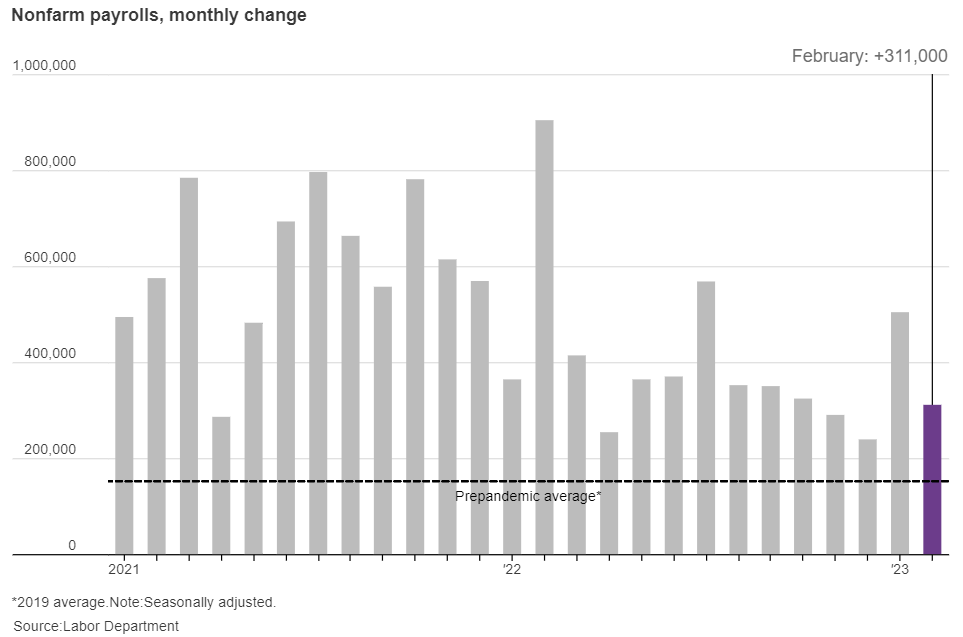 Nonfarm payrolls, monthly change
February: +311,000
1,000,000
800,000
600,000
400,000
200,000
Prepandemic average*
0
2021 '22 '23
*2019 average.Note:Seasonally adjusted.
Source:Labor Department